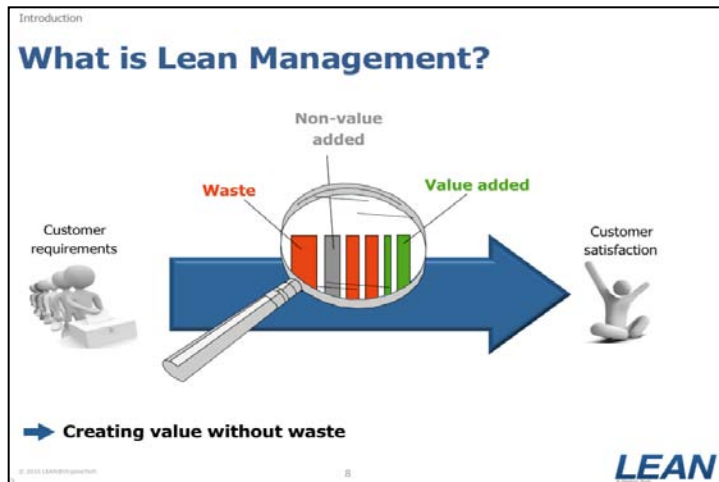 Introduction
What is Lean Management?
Non-value
added
Waste
Value added
Customer
requirements
Customer
satisfaction
Creating value without waste
8
LEAN